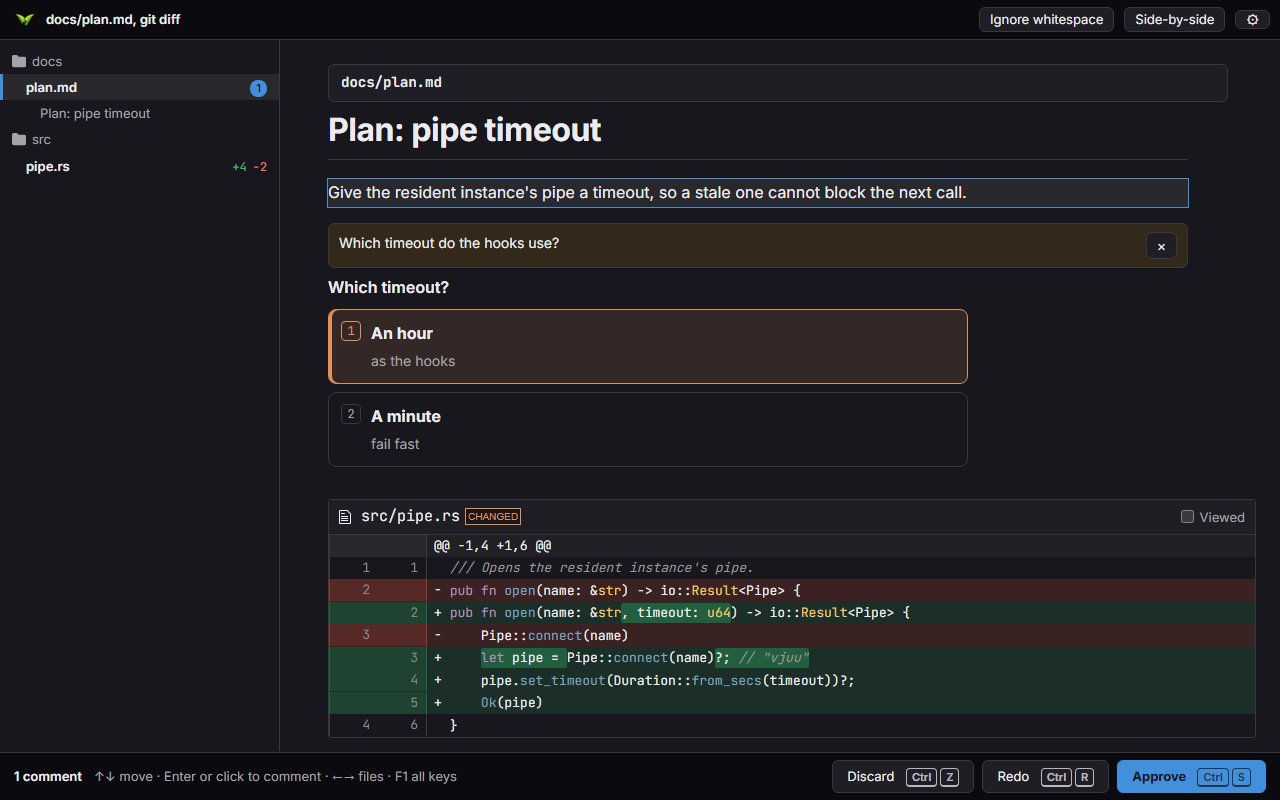 docs/plan.md, git diff
Ignore whitespace
Side-by-side
docs
plan.md 1
Plan: pipe timeout
src
pipe.rs +4 -2
docs/plan.md
Plan: pipe timeout
Give the resident instance's pipe a timeout, so a stale one cannot block the next call.
Which timeout do the hooks use? ×
Which timeout?
1 An hour
as the hooks
2 A minute
fail fast
src/pipe.rs CHANGED Viewed
@@ -1,4 +1,6 @@
1 1 /// Opens the resident instance's pipe.
2 - pub fn open(name: &str) -> io::Result<Pipe> {
2 + pub fn open(name: &str, timeout: u64) -> io::Result<Pipe> {
3 - Pipe::connect(name)
3 + let pipe = Pipe::connect(name)?; // "vjuu"
4 + pipe.set_timeout(Duration::from_secs(timeout))?;
5 + Ok(pipe)
4 6 }
1 comment ↑↓ move · Enter or click to comment · ←→ files · F1 all keys
Discard Ctrl Z
Redo Ctrl R
Approve Ctrl S